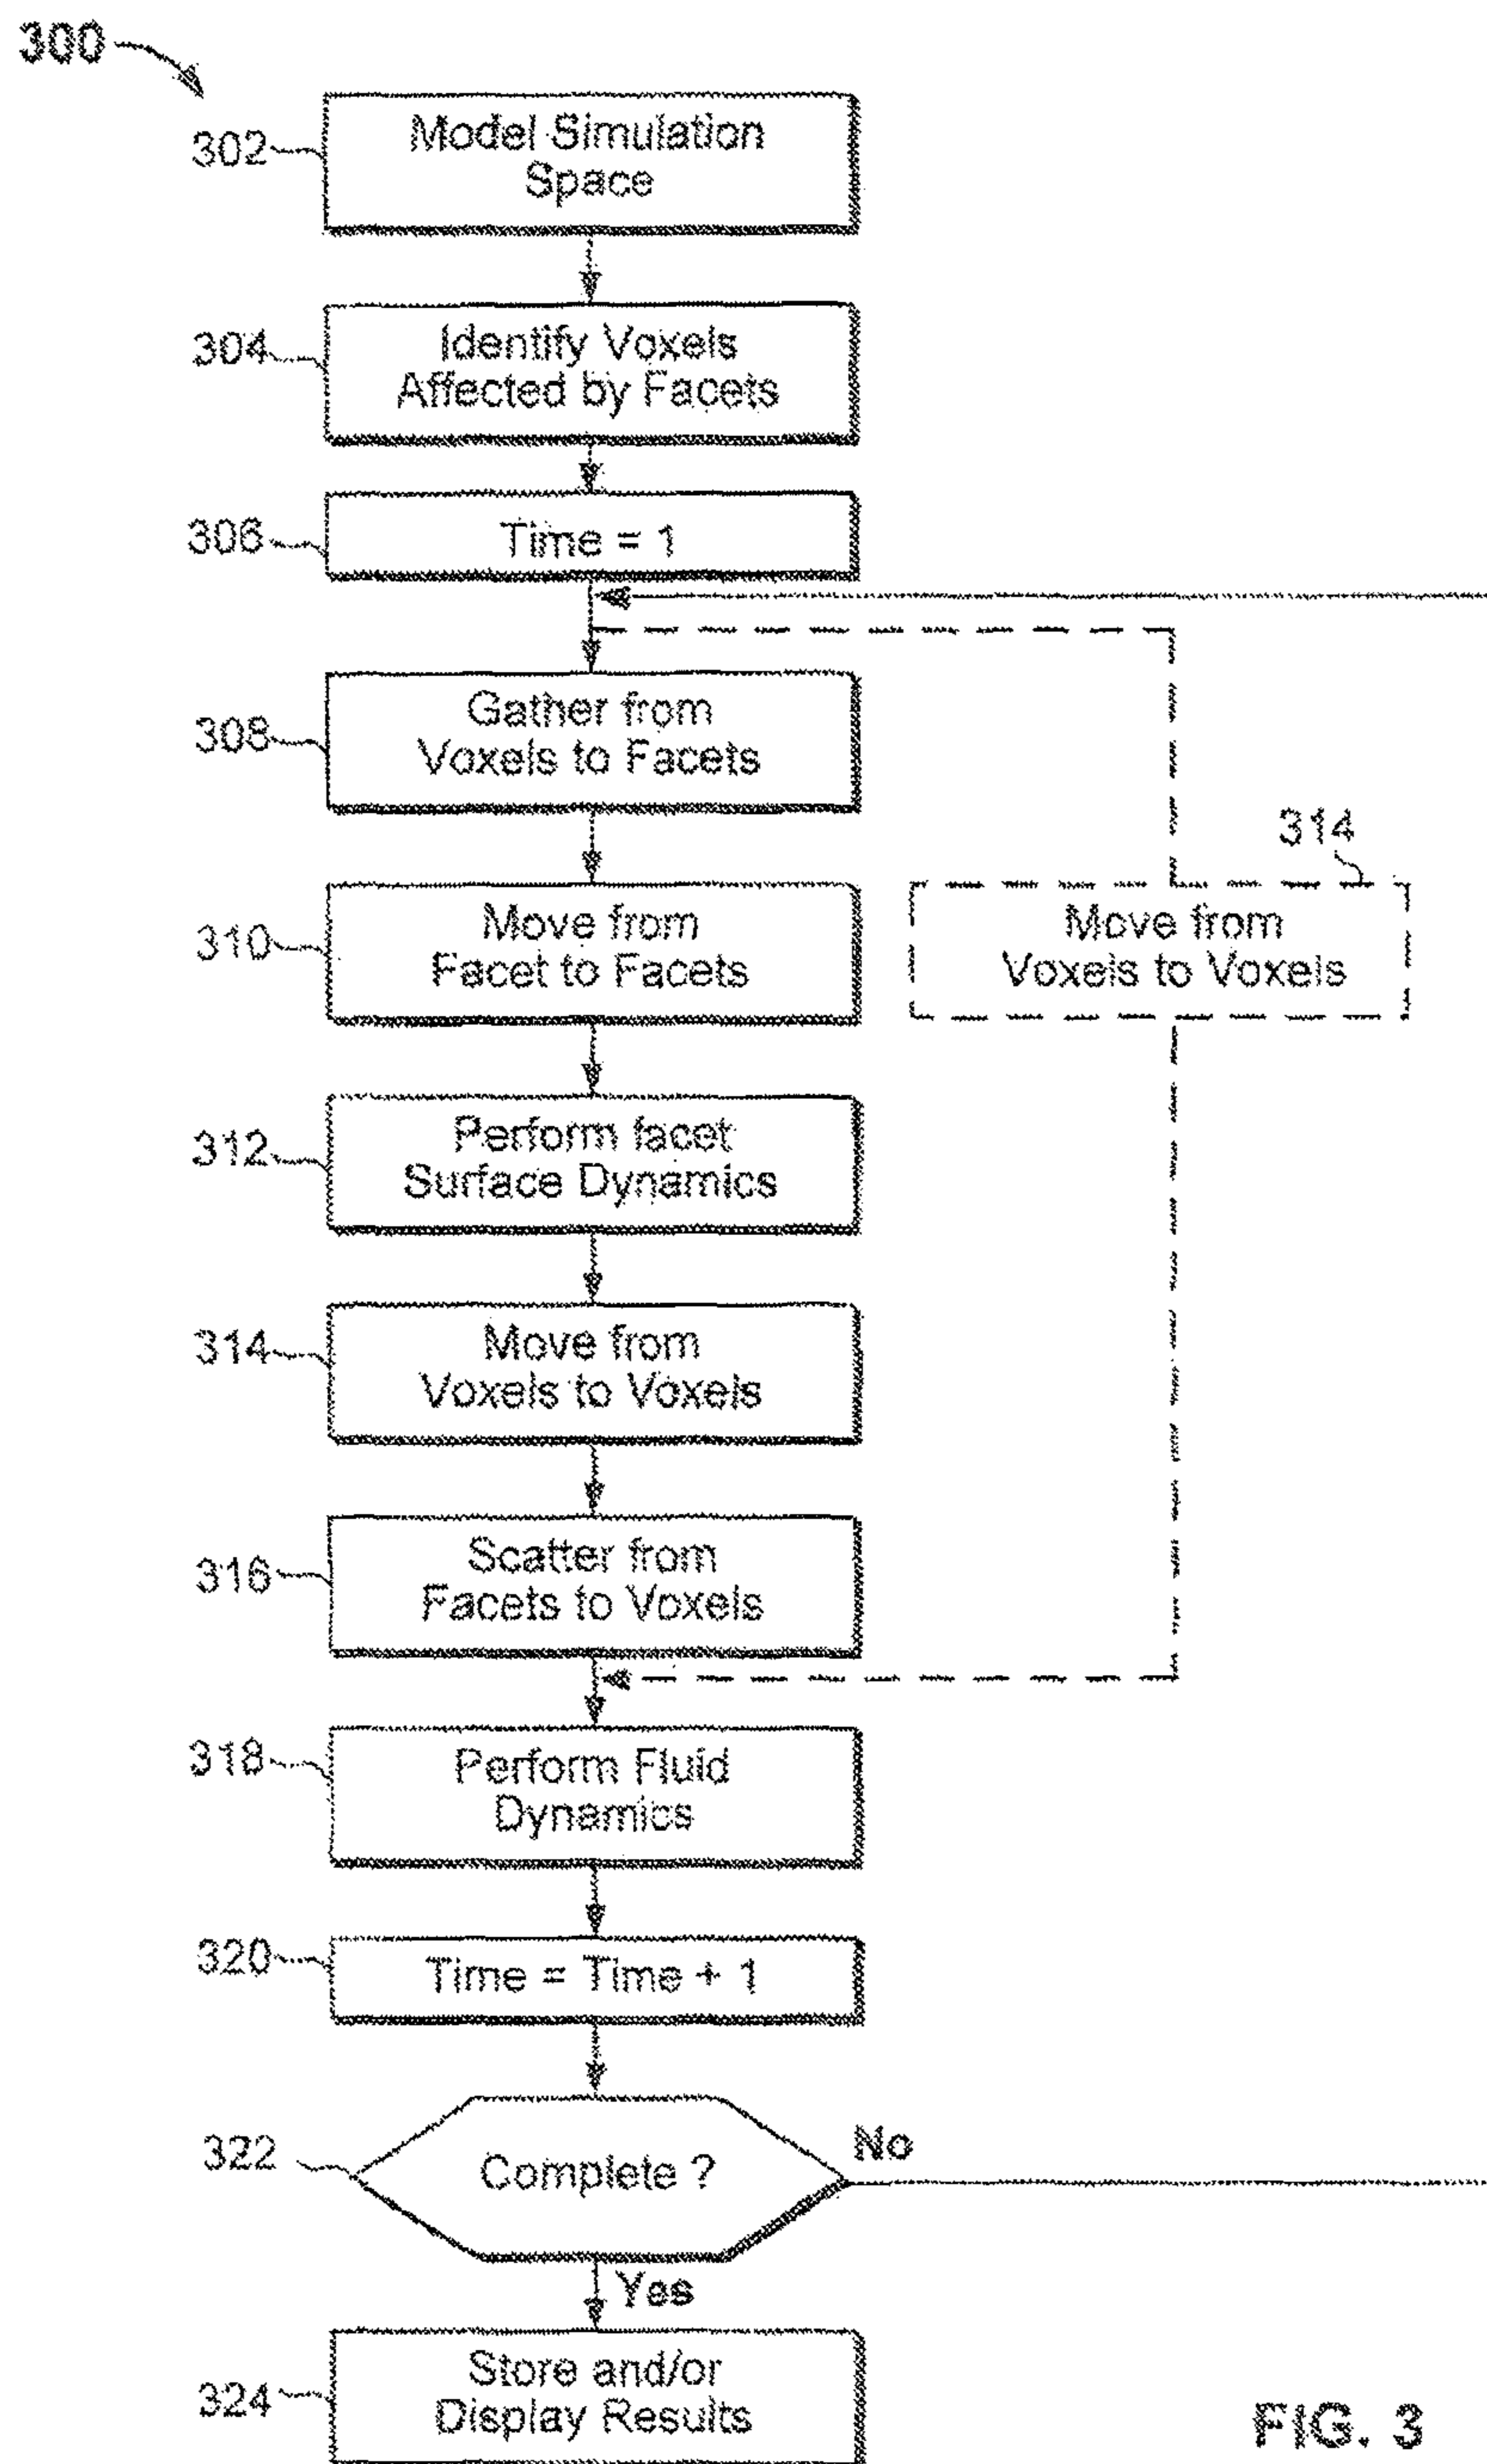 300
302
Model Simulation
Space
304
Identify Voxels
Affected by Facets
306
Time = 1
308
Gather from
Voxels to Facets
310
Move from
Facet to Facets
314
Move from
Voxels to Voxels
312
Perform facet
Surface Dynamics
314
Move from
Voxels to Voxels
316
Scatter from
Facets to Voxels
318
Perform Fluid
Dynamics
320
Time = Time + 1
322
Complete ?
No
Yes
324
Store and/or
Display Results
FIG. 3